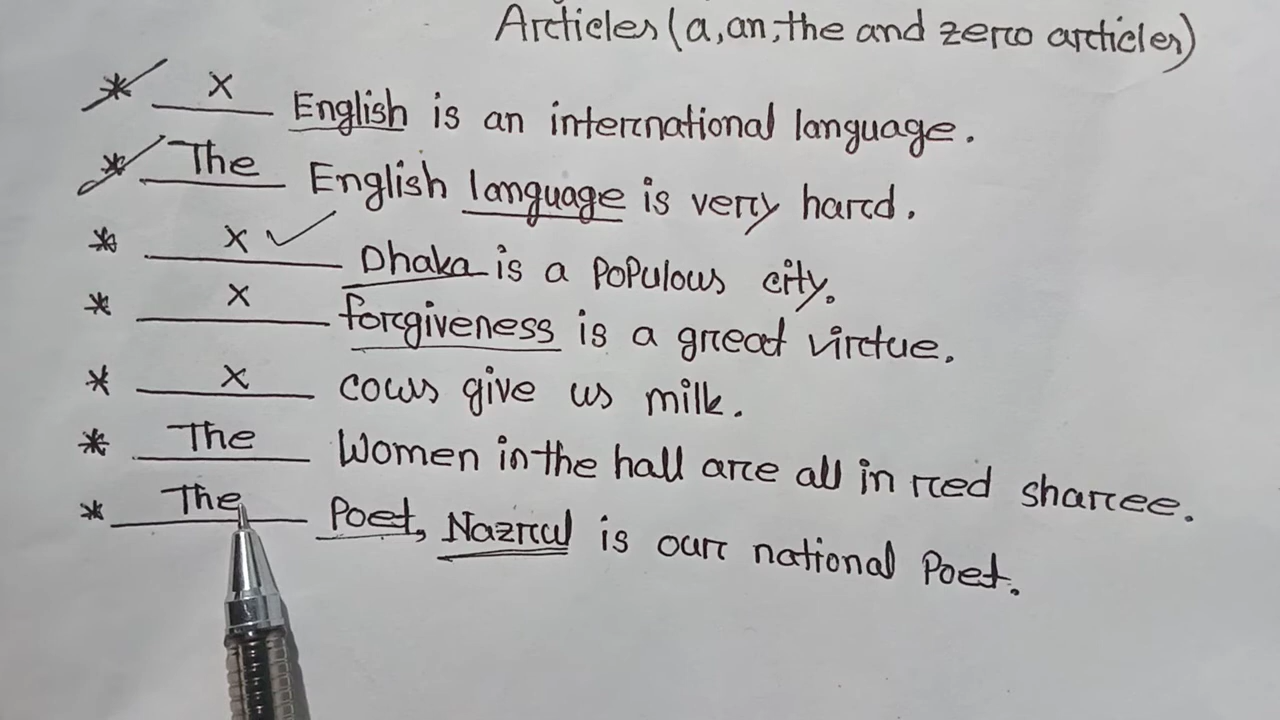 Articles (a, an, the and zero articles)
* x English is an international language.
* The English language is very hard.
* x ✓ Dhaka is a populous city.
* x forgiveness is a great virtue.
* x cows give us milk.
* The Women in the hall are all in red sharee.
* The Poet, Nazrul is our national Poet.